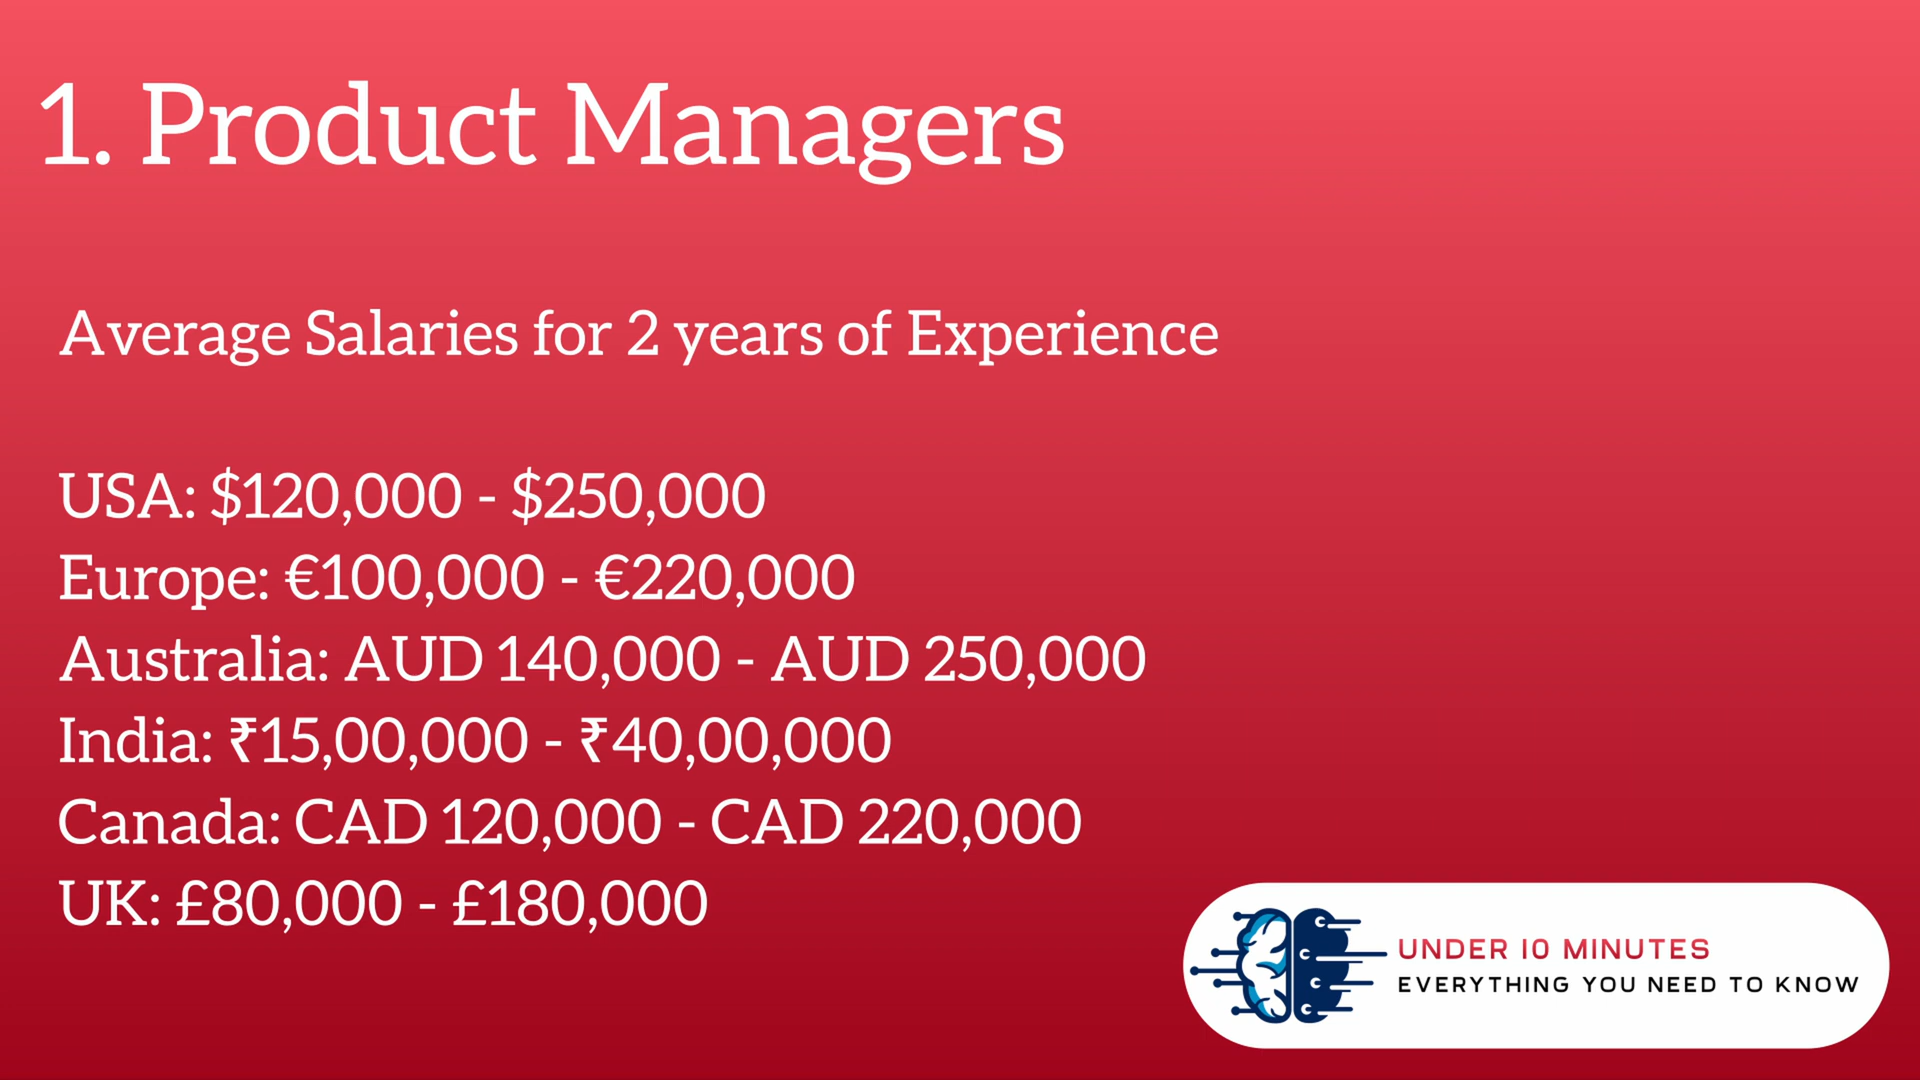 1. Product Managers
Average Salaries for 2 years of Experience
USA: $120,000 - $250,000
Europe: €100,000 - €220,000
Australia: AUD 140,000 - AUD 250,000
India: ₹15,00,000 - ₹40,00,000
Canada: CAD 120,000 - CAD 220,000
UK: £80,000 - £180,000
UNDER 10 MINUTES
EVERYTHING YOU NEED TO KNOW